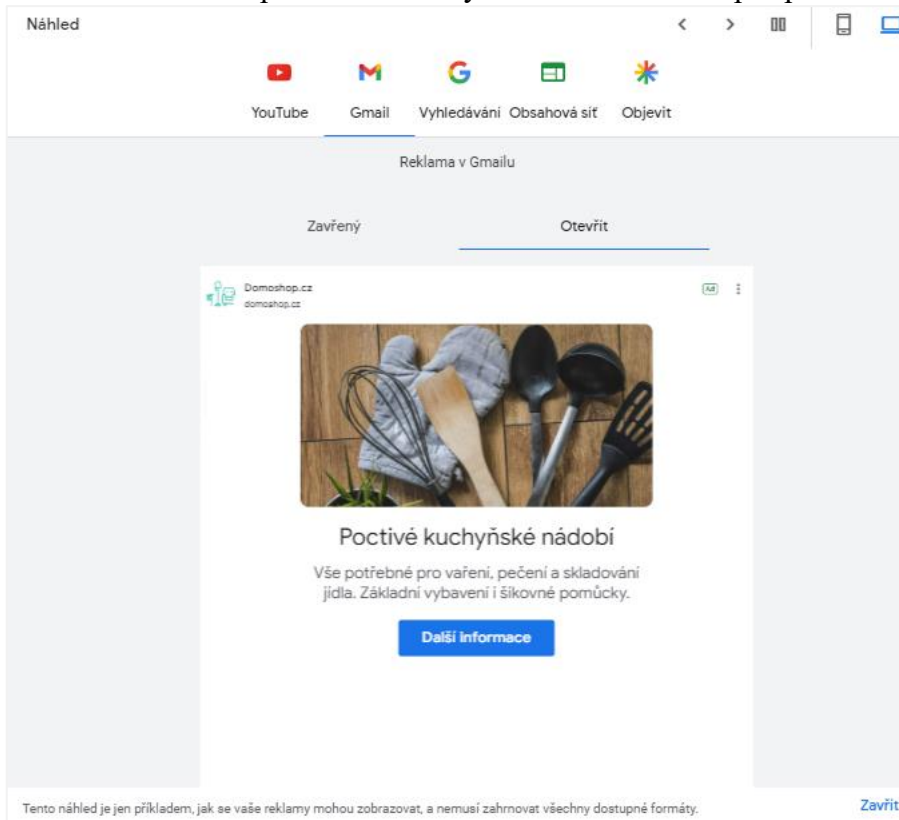 Náhled
YouTube Gmail Vyhledávání Obsahová síť Objevit
Reklama v Gmailu
Zavřený Otevřít
Domoshop.cz
domoshop.cz
Ad
Poctivé kuchyňské nádobí
Vše potřebné pro vaření, pečení a skladování
jídla. Základní vybavení i šikovné pomůcky.
Další informace
Tento náhled je jen příkladem, jak se vaše reklamy mohou zobrazovat, a nemusí zahrnovat všechny dostupné formáty.
Zavřít